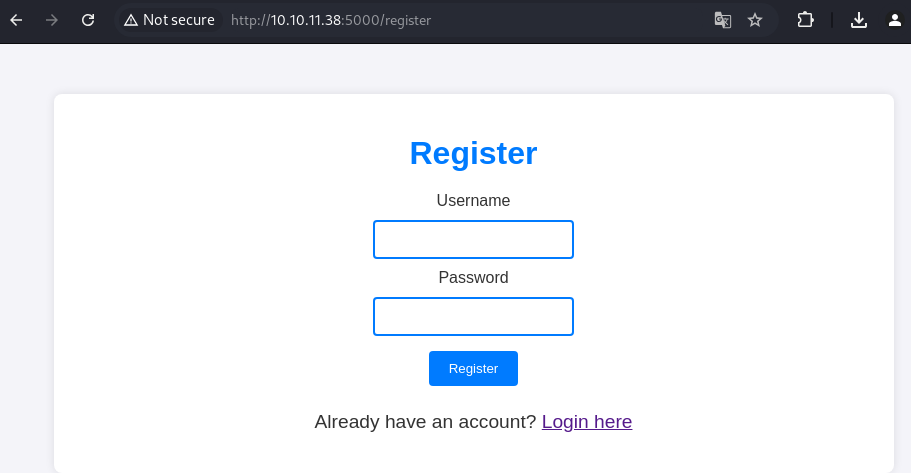 Not secure http://10.10.11.38:5000/register
Register
Username
Password
Register
Already have an account? Login here